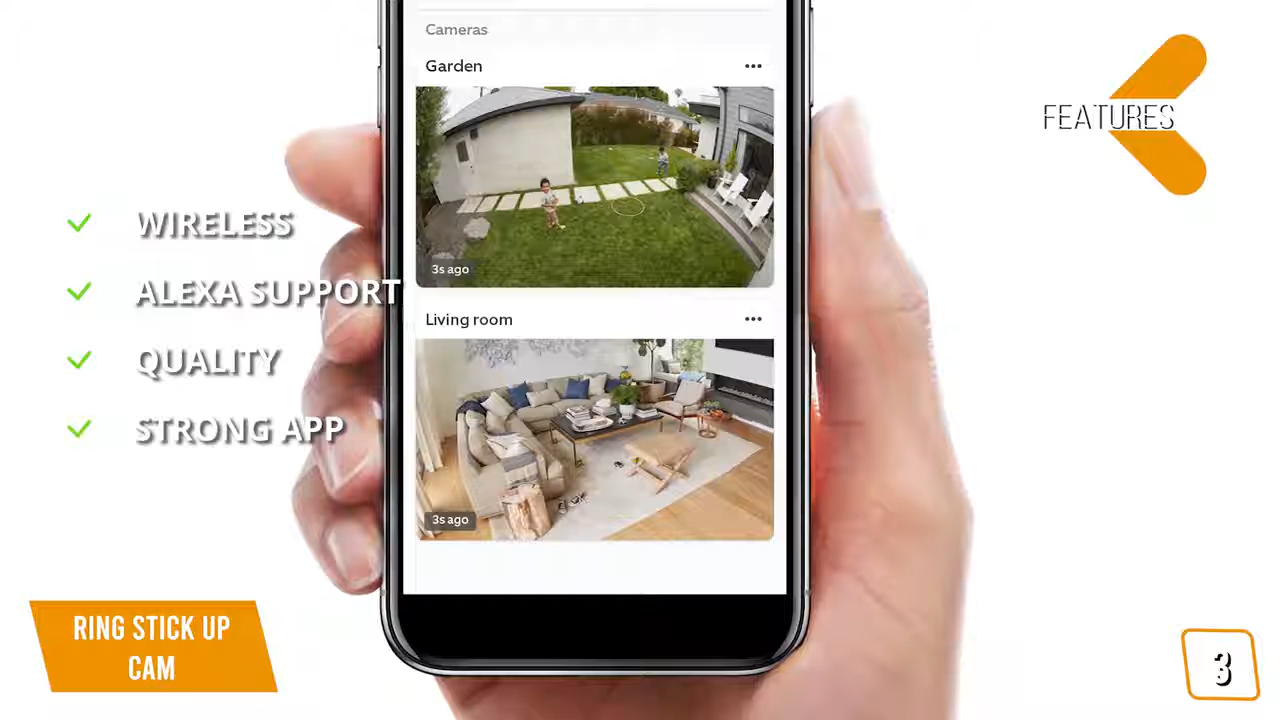 Cameras
Garden
3s ago
Living room
3s ago
FEATURES
WIRELESS
ALEXA SUPPORT
QUALITY
STRONG APP
RING STICK UP
CAM
3